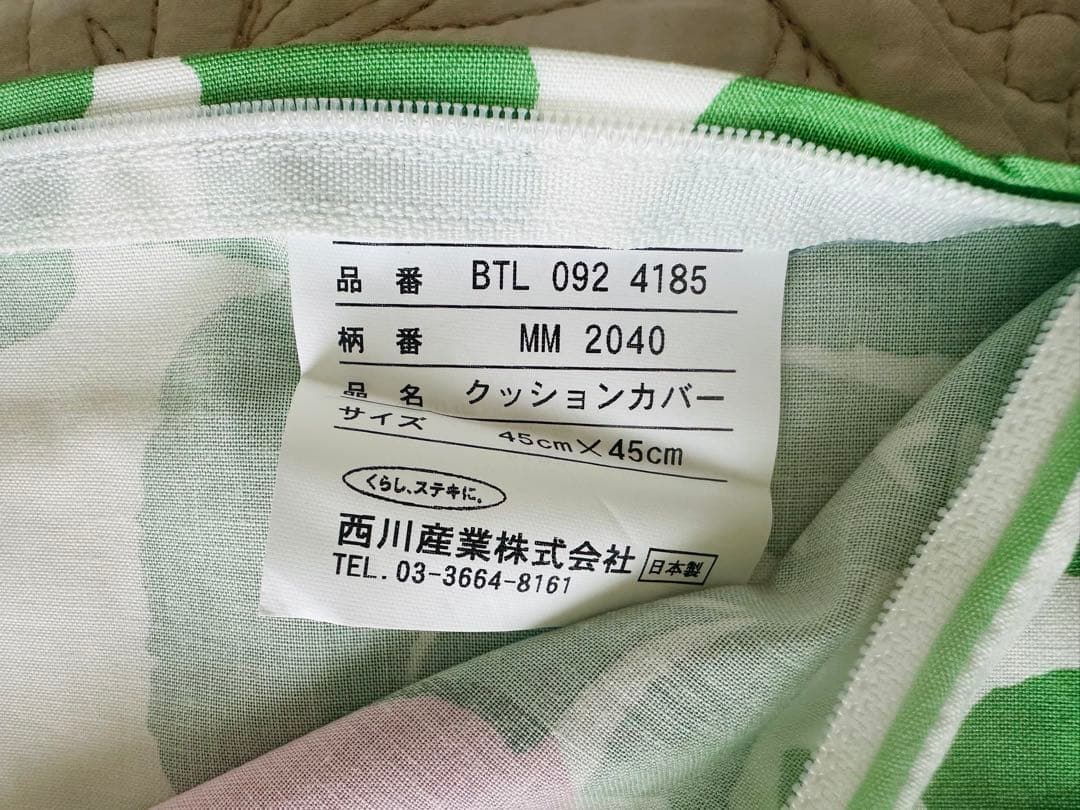 品番 BTL 092 4185
柄番 MM 2040
品名 クッションカバー
サイズ 45cm×45cm
くらし、ステキに。
西川産業株式会社 日本製
TEL. 03-3664-8161